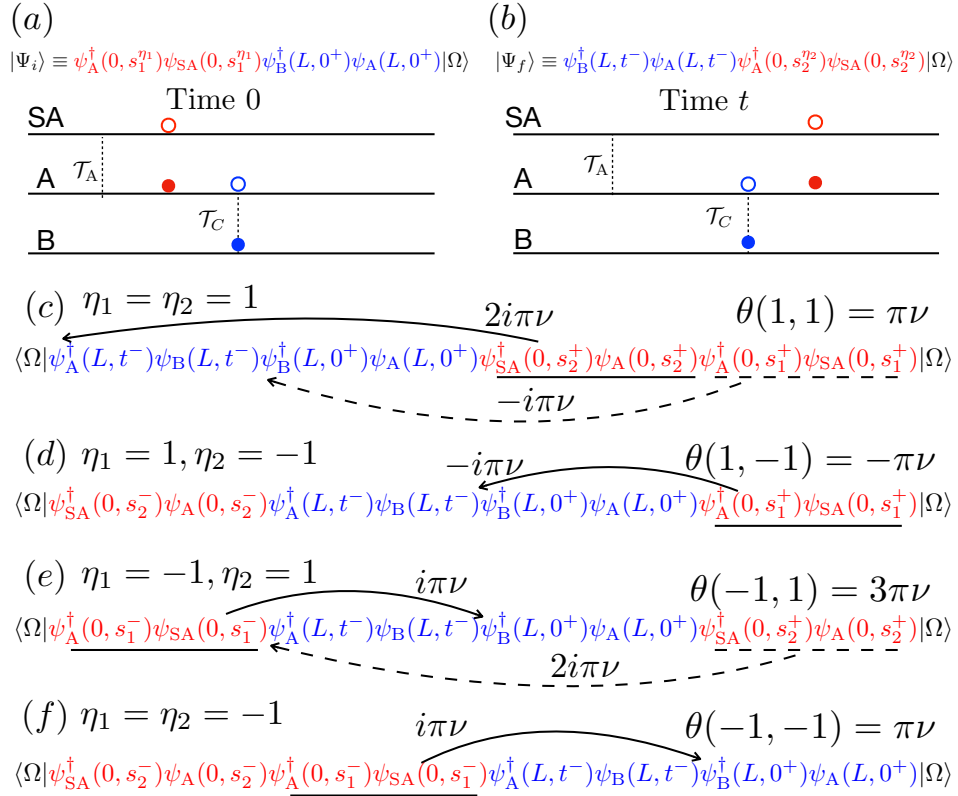 (a)
(b)
|Ψ_i⟩ ≡ ψ_A^†(0, s_1^{η_1})ψ_SA(0, s_1^{η_1})ψ_B^†(L, 0^+)ψ_A(L, 0^+)|Ω⟩
|Ψ_f⟩ ≡ ψ_B^†(L, t^-)ψ_A(L, t^-)ψ_A^†(0, s_2^{η_2})ψ_SA(0, s_2^{η_2})|Ω⟩
Time 0
Time t
SA
SA
𝒯_A
𝒯_A
A
A
𝒯_C
𝒯_C
B
B
(c) η_1 = η_2 = 1
2iπν
θ(1, 1) = πν
⟨Ω|ψ_A^†(L, t^-)ψ_B(L, t^-)ψ_B^†(L, 0^+)ψ_A(L, 0^+)ψ_SA^†(0, s_2^+)ψ_A(0, s_2^+)ψ_A^†(0, s_1^+)ψ_SA(0, s_1^+)|Ω⟩
-iπν
(d) η_1 = 1, η_2 = -1
-iπν
θ(1, -1) = -πν
⟨Ω|ψ_SA^†(0, s_2^-)ψ_A(0, s_2^-)ψ_A^†(L, t^-)ψ_B(L, t^-)ψ_B^†(L, 0^+)ψ_A(L, 0^+)ψ_A^†(0, s_1^+)ψ_SA(0, s_1^+)|Ω⟩
(e) η_1 = -1, η_2 = 1
iπν
θ(-1, 1) = 3πν
⟨Ω|ψ_A^†(0, s_1^-)ψ_SA(0, s_1^-)ψ_A^†(L, t^-)ψ_B(L, t^-)ψ_B^†(L, 0^+)ψ_A(L, 0^+)ψ_SA^†(0, s_2^+)ψ_A(0, s_2^+)|Ω⟩
2iπν
(f) η_1 = η_2 = -1
iπν
θ(-1, -1) = πν
⟨Ω|ψ_SA^†(0, s_2^-)ψ_A(0, s_2^-)ψ_A^†(0, s_1^-)ψ_SA(0, s_1^-)ψ_A^†(L, t^-)ψ_B(L, t^-)ψ_B^†(L, 0^+)ψ_A(L, 0^+)|Ω⟩